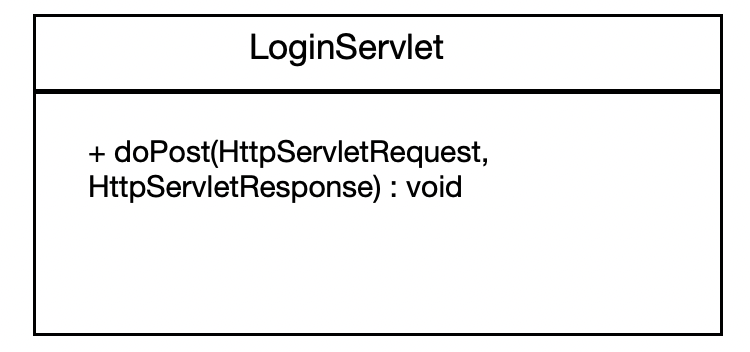 LoginServlet
+ doPost(HttpServletRequest,
HttpServletResponse) : void